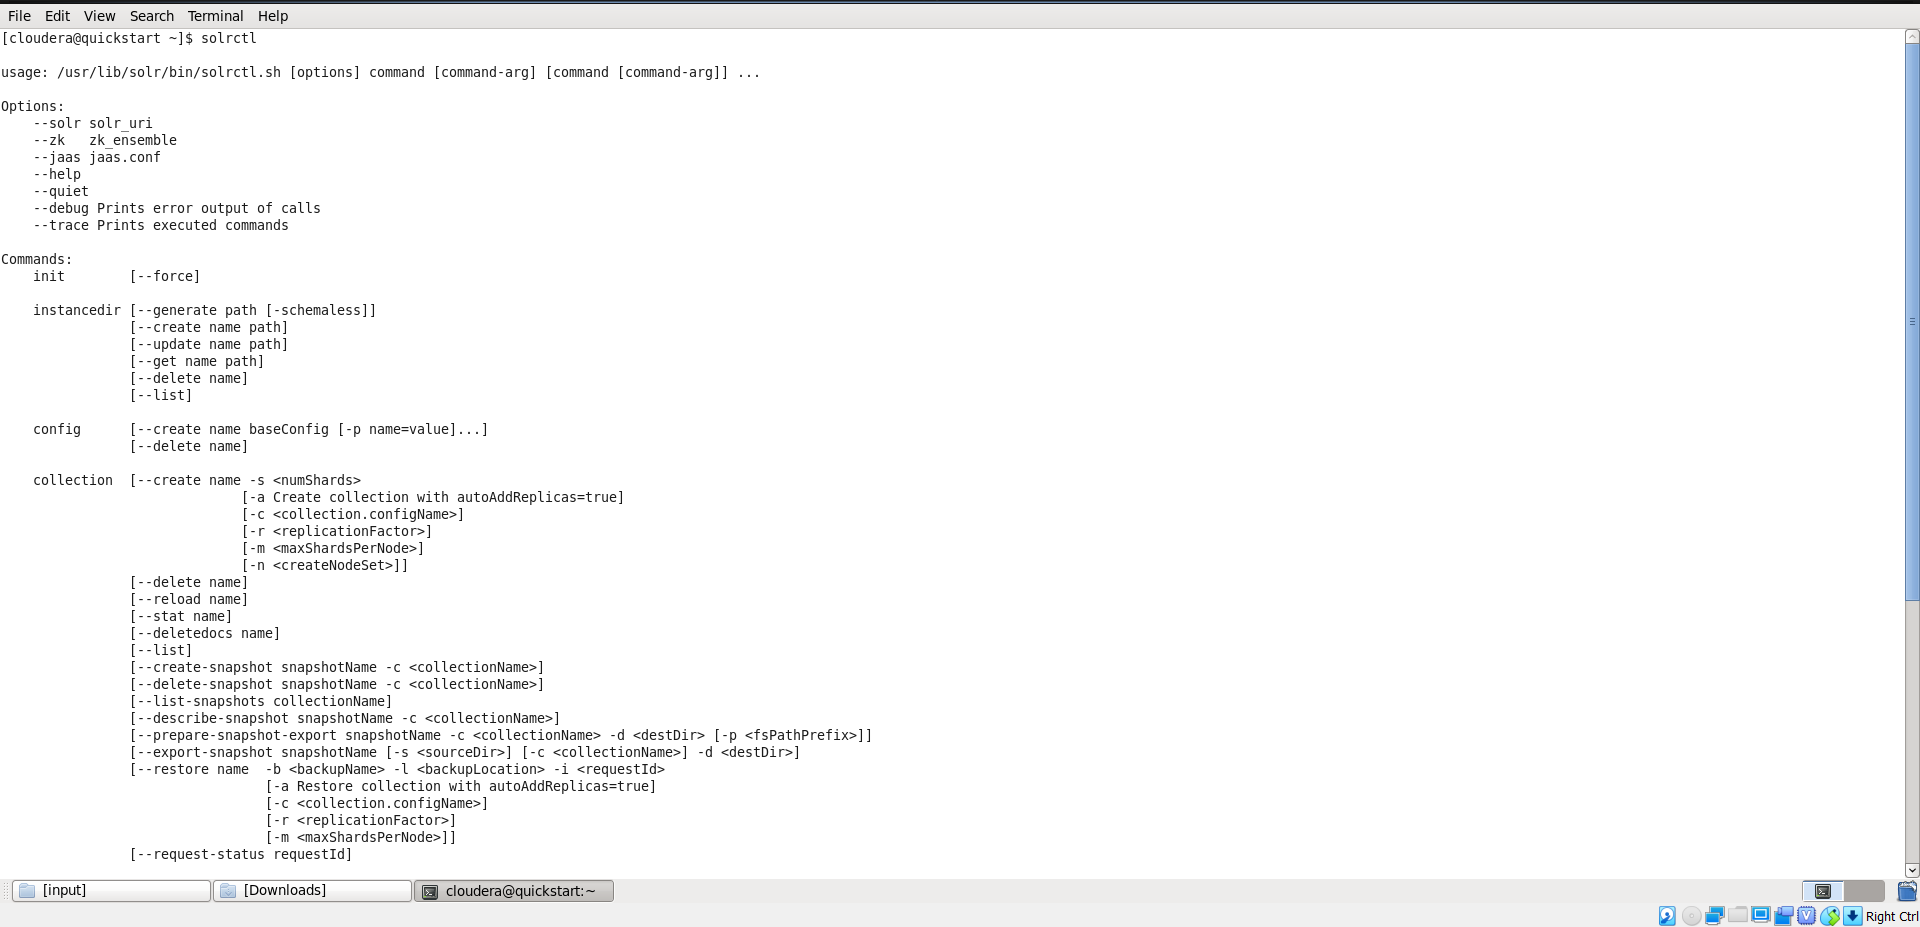 File Edit View Search Terminal Help
[cloudera@quickstart ~]$ solrctl
usage: /usr/lib/solr/bin/solrctl.sh [options] command [command-arg] [command [command-arg]] ...
Options:
    --solr solr_uri
    --zk   zk_ensemble
    --jaas jaas.conf
    --help
    --quiet
    --debug Prints error output of calls
    --trace Prints executed commands
Commands:
    init        [--force]
    instancedir [--generate path [-schemaless]]
                [--create name path]
                [--update name path]
                [--get name path]
                [--delete name]
                [--list]
    config      [--create name baseConfig [-p name=value]...]
                [--delete name]
    collection  [--create name -s <numShards>
                              [-a Create collection with autoAddReplicas=true]
                              [-c <collection.configName>]
                              [-r <replicationFactor>]
                              [-m <maxShardsPerNode>]
                              [-n <createNodeSet>]]
                [--delete name]
                [--reload name]
                [--stat name]
                [--deletedocs name]
                [--list]
                [--create-snapshot snapshotName -c <collectionName>]
                [--delete-snapshot snapshotName -c <collectionName>]
                [--list-snapshots collectionName]
                [--describe-snapshot snapshotName -c <collectionName>]
                [--prepare-snapshot-export snapshotName -c <collectionName> -d <destDir> [-p <fsPathPrefix>]]
                [--export-snapshot snapshotName [-s <sourceDir>] [-c <collectionName>] -d <destDir>]
                [--restore name  -b <backupName> -l <backupLocation> -i <requestId>
                                 [-a Restore collection with autoAddReplicas=true]
                                 [-c <collection.configName>]
                                 [-r <replicationFactor>]
                                 [-m <maxShardsPerNode>]]
                [--request-status requestId]
[input] [Downloads] cloudera@quickstart:~
Right Ctrl